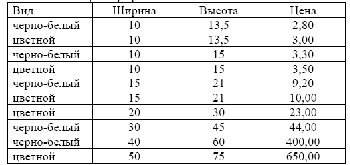 Вид Ширина Высота Цена
черно-белый 10 13,5 2,80
цветной 10 13,5 3,00
черно-белый 10 15 3,30
цветной 10 15 3,50
черно-белый 15 21 9,20
цветной 15 21 10,00
цветной 20 30 23,00
черно-белый 30 45 44,00
черно-белый 40 60 400,00
цветной 50 75 650,00